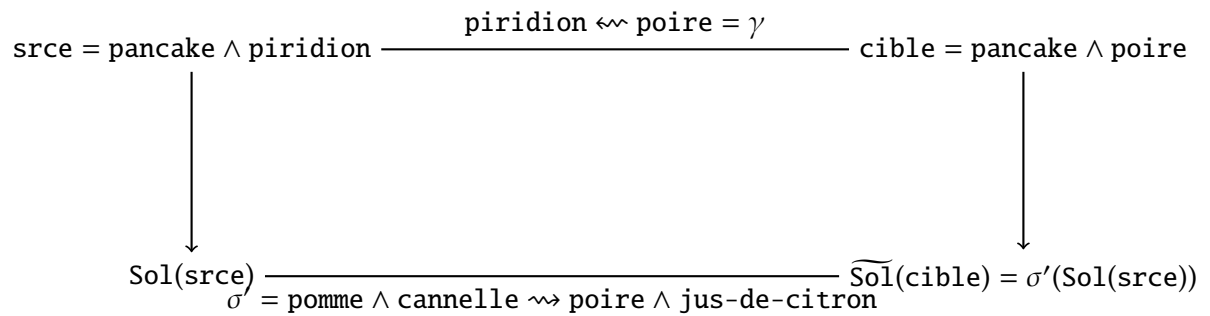 piridion ⇜ poire = γ
srce = pancake ∧ piridion
cible = pancake ∧ poire
Sol(srce)
S͠ol(cible) = σ′(Sol(srce))
σ′ = pomme ∧ cannelle ⇝ poire ∧ jus-de-citron